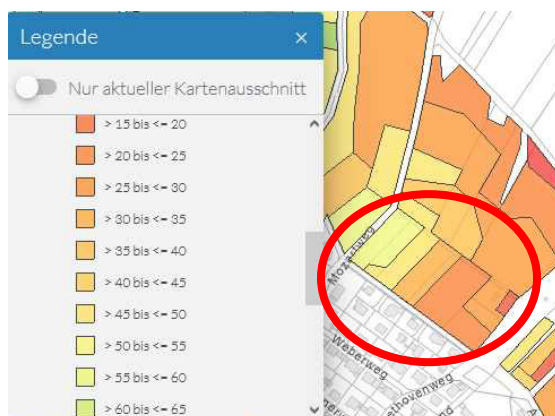 Legende ×
Nur aktueller Kartenausschnitt
> 15 bis <= 20
> 20 bis <= 25
> 25 bis <= 30
> 30 bis <= 35
> 35 bis <= 40
> 40 bis <= 45
> 45 bis <= 50
> 50 bis <= 55
> 55 bis <= 60
> 60 bis <= 65
Mozartweg
Weberweg